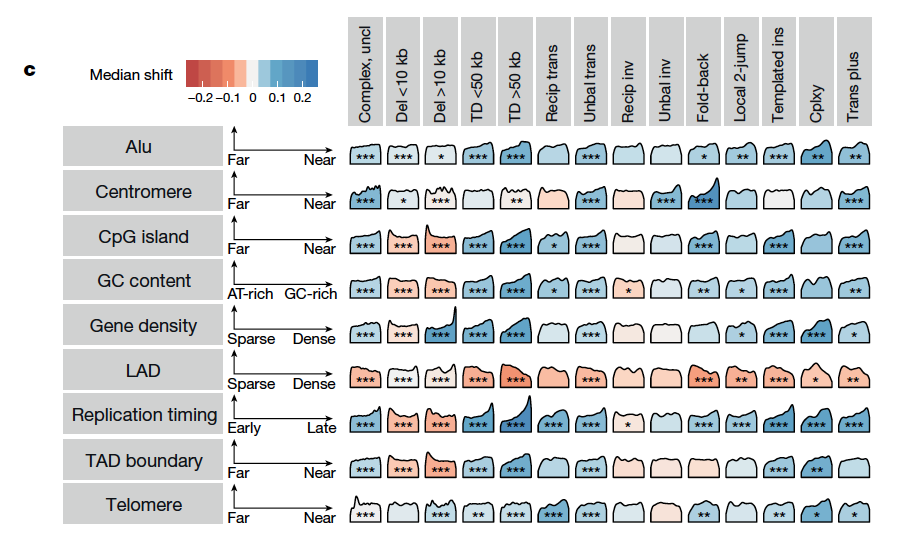 c
Median shift
−0.2 −0.1 0 0.1 0.2
Complex, uncl
Del <10 kb
Del >10 kb
TD <50 kb
TD >50 kb
Recip trans
Unbal trans
Recip inv
Unbal inv
Fold-back
Local 2-jump
Templated ins
Cplxy
Trans plus
Alu
Far Near
*** *** * *** *** *** * ** *** ** **
Centromere
Far Near
*** * *** ** *** *** *** ***
CpG island
Far Near
*** *** *** *** *** * *** *** *** ***
GC content
AT-rich GC-rich
*** *** *** *** *** * *** * ** * *** **
Gene density
Sparse Dense
*** *** *** *** *** *** * *** *** *
LAD
Sparse Dense
*** *** *** *** *** *** *** ** *** * **
Replication timing
Early Late
*** *** *** *** *** *** *** * *** *** *** *** ***
TAD boundary
Far Near
*** *** *** *** *** *** *** **
Telomere
Far Near
*** *** ** *** *** *** ** ** * *